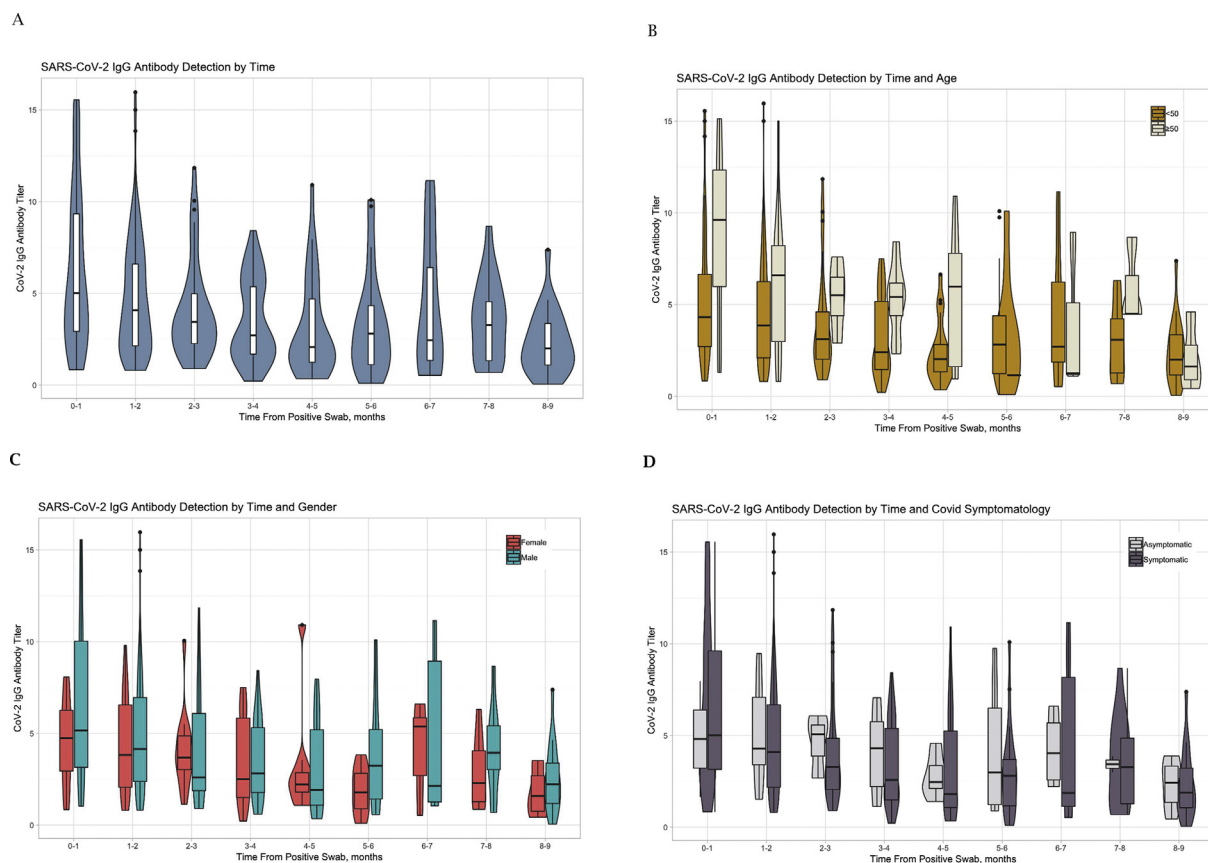 A
SARS-CoV-2 IgG Antibody Detection by Time
CoV-2 IgG Antibody Titer
15
10
5
0
0-1 1-2 2-3 3-4 4-5 5-6 6-7 7-8 8-9
Time From Positive Swab, months
B
SARS-CoV-2 IgG Antibody Detection by Time and Age
<50
≥50
CoV-2 IgG Antibody Titer
15
10
5
0
0-1 1-2 2-3 3-4 4-5 5-6 6-7 7-8 8-9
Time From Positive Swab, months
C
SARS-CoV-2 IgG Antibody Detection by Time and Gender
Female
Male
CoV-2 IgG Antibody Titer
15
10
5
0
0-1 1-2 2-3 3-4 4-5 5-6 6-7 7-8 8-9
Time From Positive Swab, months
D
SARS-CoV-2 IgG Antibody Detection by Time and Covid Symptomatology
Asymptomatic
Symptomatic
CoV-2 IgG Antibody Titer
15
10
5
0
0-1 1-2 2-3 3-4 4-5 5-6 6-7 7-8 8-9
Time From Positive Swab, months